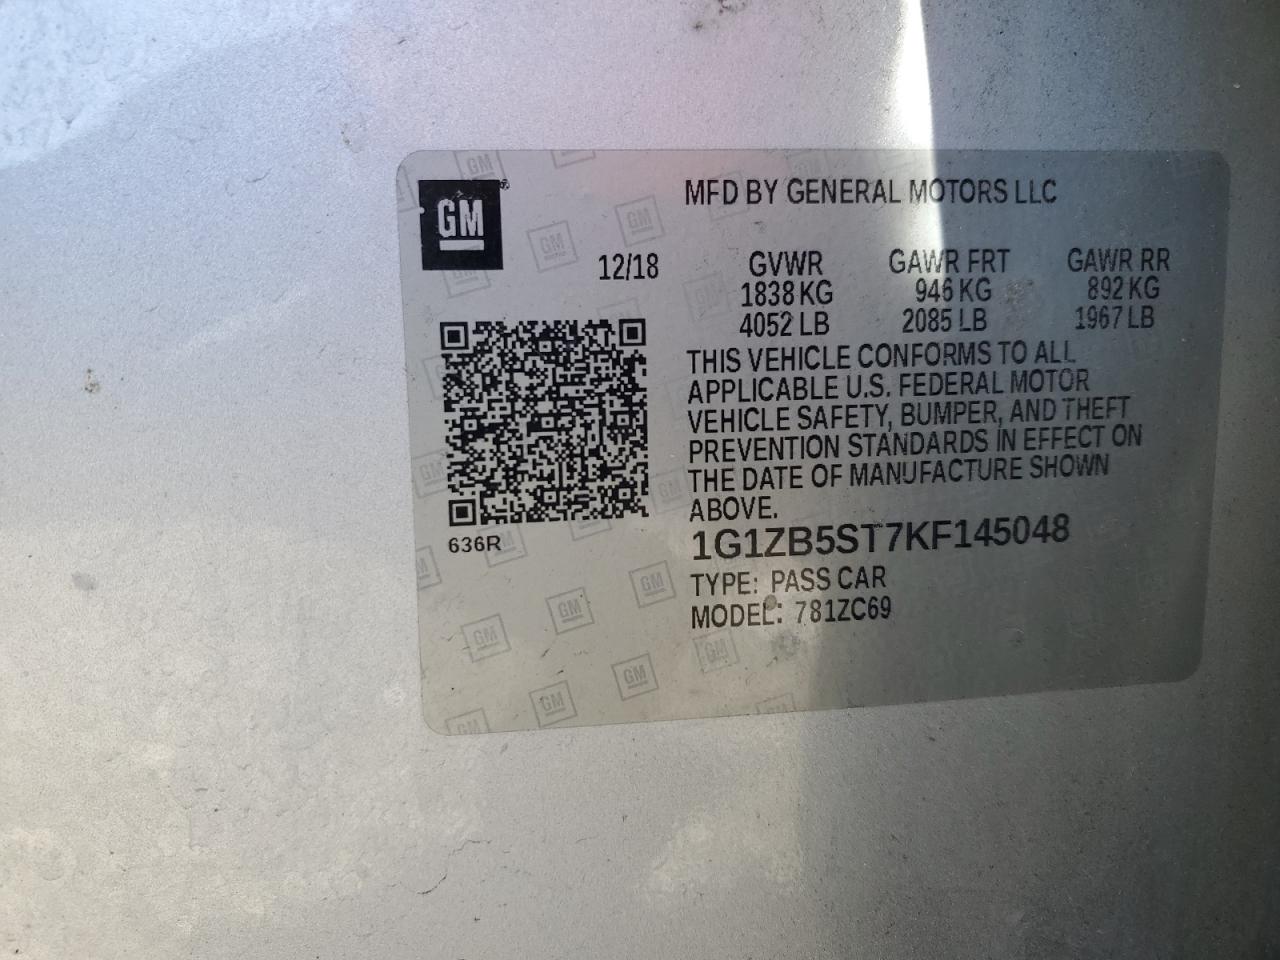 GM
MFD BY GENERAL MOTORS LLC
12/18
GVWR GAWR FRT GAWR RR
1838 KG 946 KG 892 KG
4052 LB 2085 LB 1967 LB
THIS VEHICLE CONFORMS TO ALL
APPLICABLE U.S. FEDERAL MOTOR
VEHICLE SAFETY, BUMPER, AND THEFT
PREVENTION STANDARDS IN EFFECT ON
THE DATE OF MANUFACTURE SHOWN
ABOVE.
636R
1G1ZB5ST7KF145048
TYPE: PASS CAR
MODEL: 781ZC69